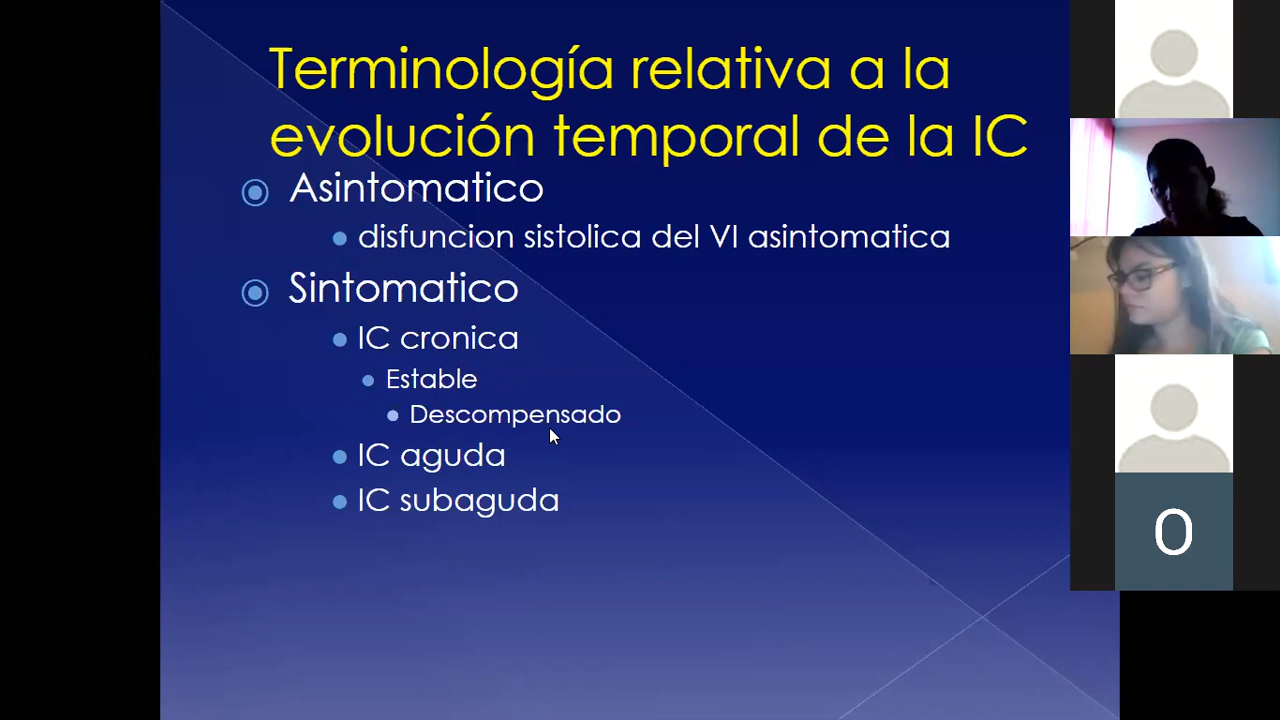 Terminología relativa a la
evolución temporal de la IC
Asintomatico
disfuncion sistolica del VI asintomatica
Sintomatico
IC cronica
Estable
Descompensado
IC aguda
IC subaguda
O